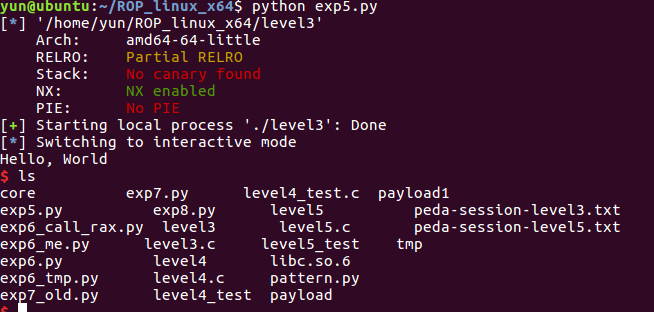 yun@ubuntu:~/ROP_linux_x64$ python exp5.py
[*] '/home/yun/ROP_linux_x64/level3'
    Arch:     amd64-64-little
    RELRO:    Partial RELRO
    Stack:    No canary found
    NX:       NX enabled
    PIE:      No PIE
[+] Starting local process './level3': Done
[*] Switching to interactive mode
Hello, World
$ ls
core           exp7.py       level4_test.c  payload1
exp5.py           exp8.py       level5           peda-session-level3.txt
exp6_call_rax.py  level3        level5.c        peda-session-level5.txt
exp6_me.py       level3.c      level5_test    tmp
exp6.py           level4        libc.so.6
exp6_tmp.py       level4.c      pattern.py
exp7_old.py       level4_test  payload
$